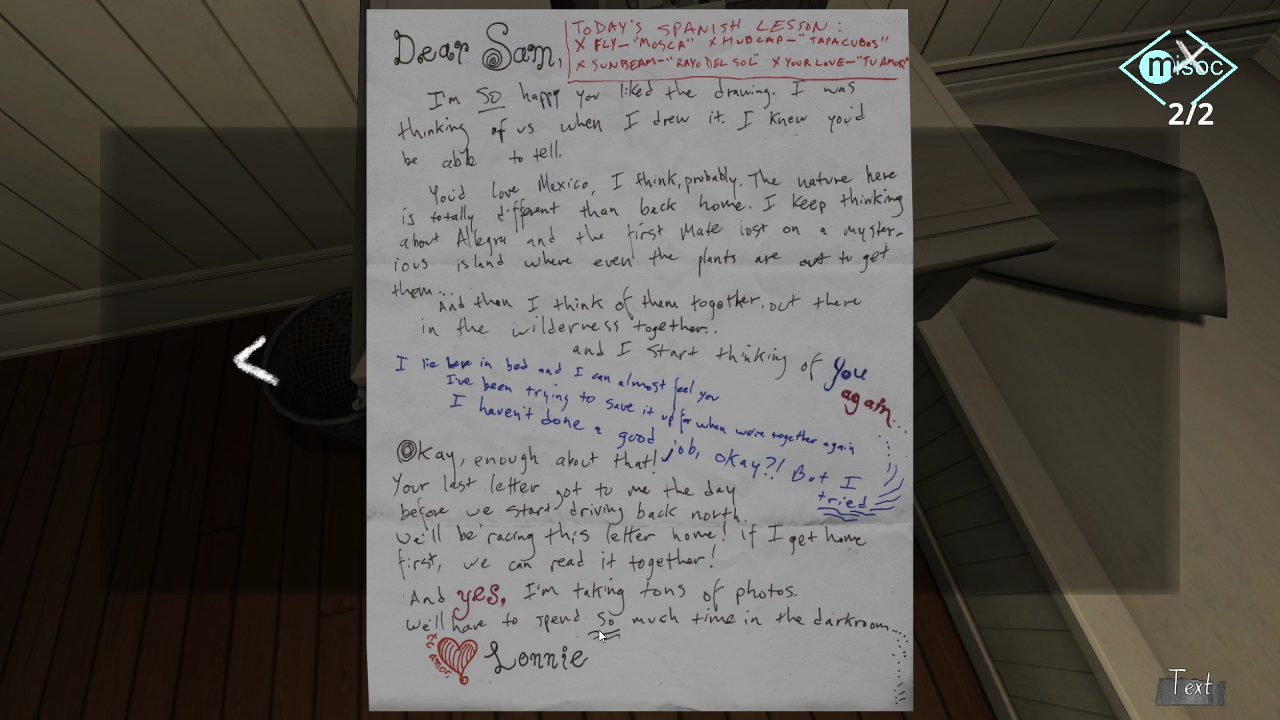 Dear Sam,
TODAY'S SPANISH LESSON:
X FLY-"MOSCA" X HUBCAP-"TAPACUBOS"
X SUNBEAM-"RAYO DEL SOL" X YOUR LOVE-"TU AMOR"
I'm SO happy you liked the drawing. I was
thinking of us when I drew it. I knew you'd
be able to tell.
You'd love Mexico, I think, probably. The nature here
is totally different than back home. I keep thinking
about Allegra and the first Mate lost on a myster-
ious island where even the plants are out to get
them...
And then I think of them together, out there
in the wilderness together..
and I start thinking of you
again...
I lie here in bed and I can almost feel you
I've been trying to save it up for when we're together again
I haven't done a good job, okay?! But I
tried
Okay, enough about that!
Your last letter got to me the day
before we start driving back north.
We'll be racing this letter home! if I get home
first, we can read it together!
And yes, I'm taking tons of photos.
We'll have to spend so much time in the darkroom...
Lonnie
misoc
2/2
Text